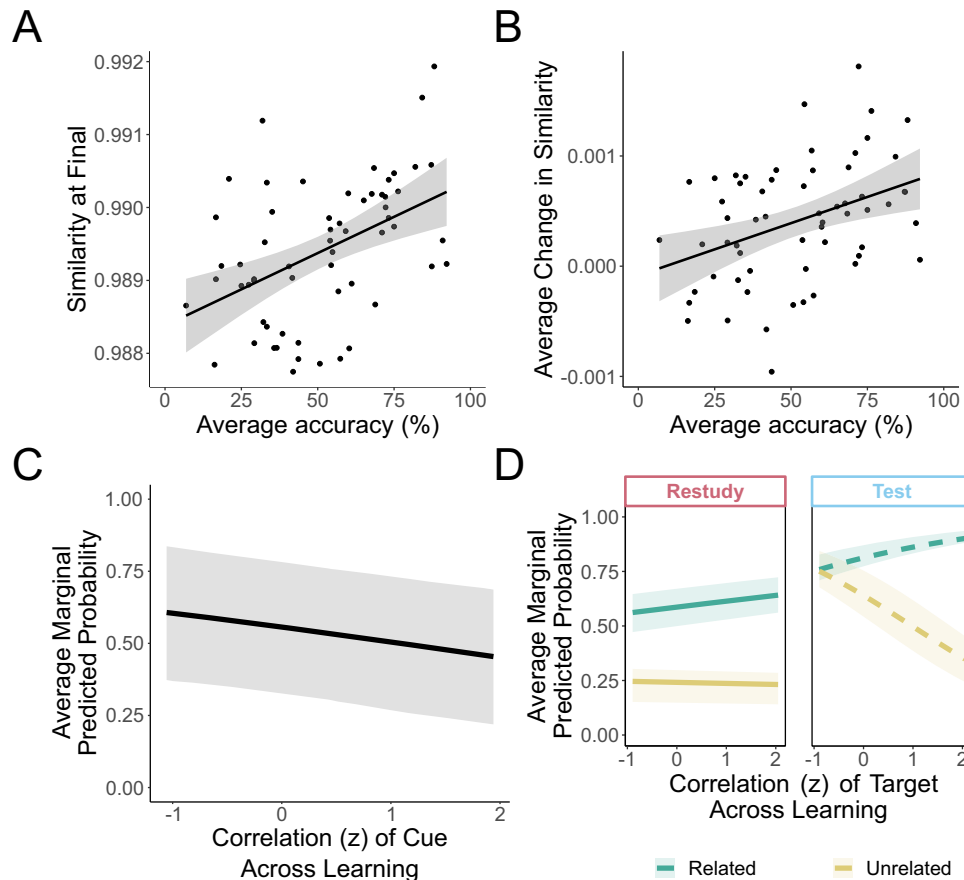 A
Similarity at Final
0.992
0.991
0.990
0.989
0.988
0
25
50
75
100
Average accuracy (%)
B
Average Change in Similarity
0.001
0.000
-0.001
0
25
50
75
100
Average accuracy (%)
C
Average Marginal
Predicted Probability
1.00
0.75
0.50
0.25
0.00
-1
0
1
2
Correlation (z) of Cue
Across Learning
D
Restudy
Test
Average Marginal
Predicted Probability
1.00
0.75
0.50
0.25
0.00
-1
0
1
2
-1
0
1
2
Correlation (z) of Target
Across Learning
Related
Unrelated